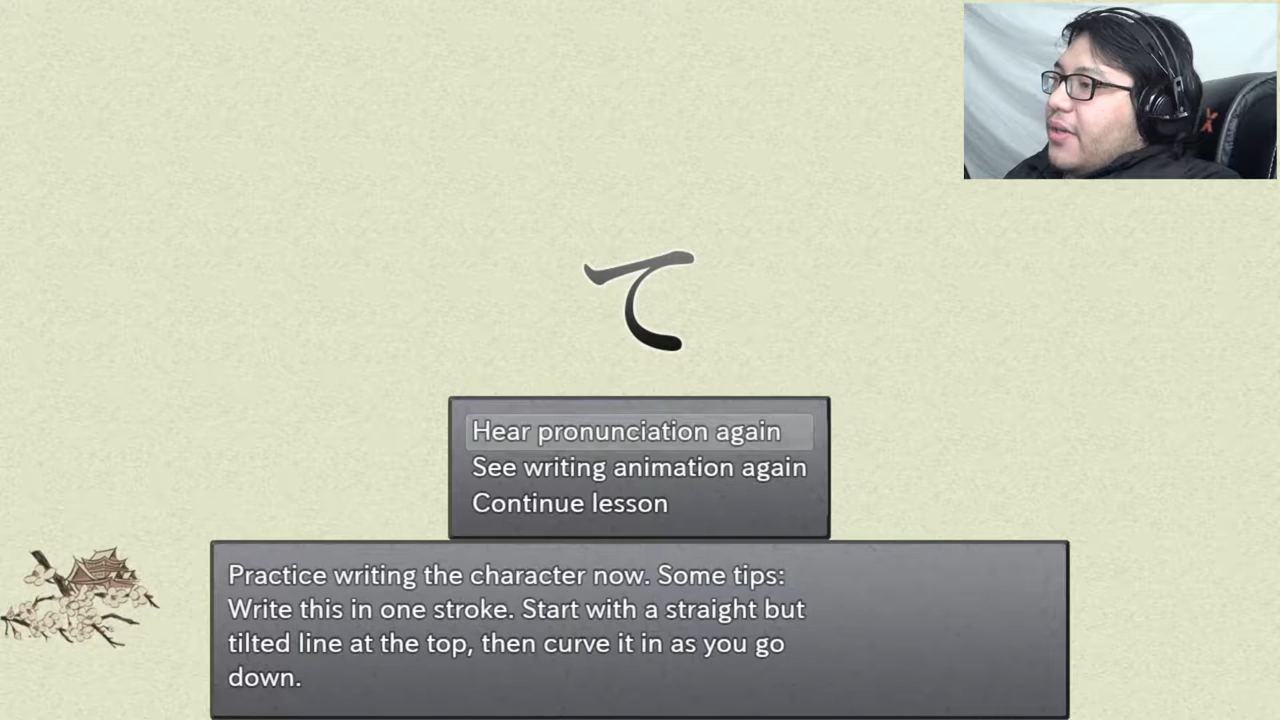 て
Hear pronunciation again
See writing animation again
Continue lesson
Practice writing the character now. Some tips:
Write this in one stroke. Start with a straight but
tilted line at the top, then curve it in as you go
down.